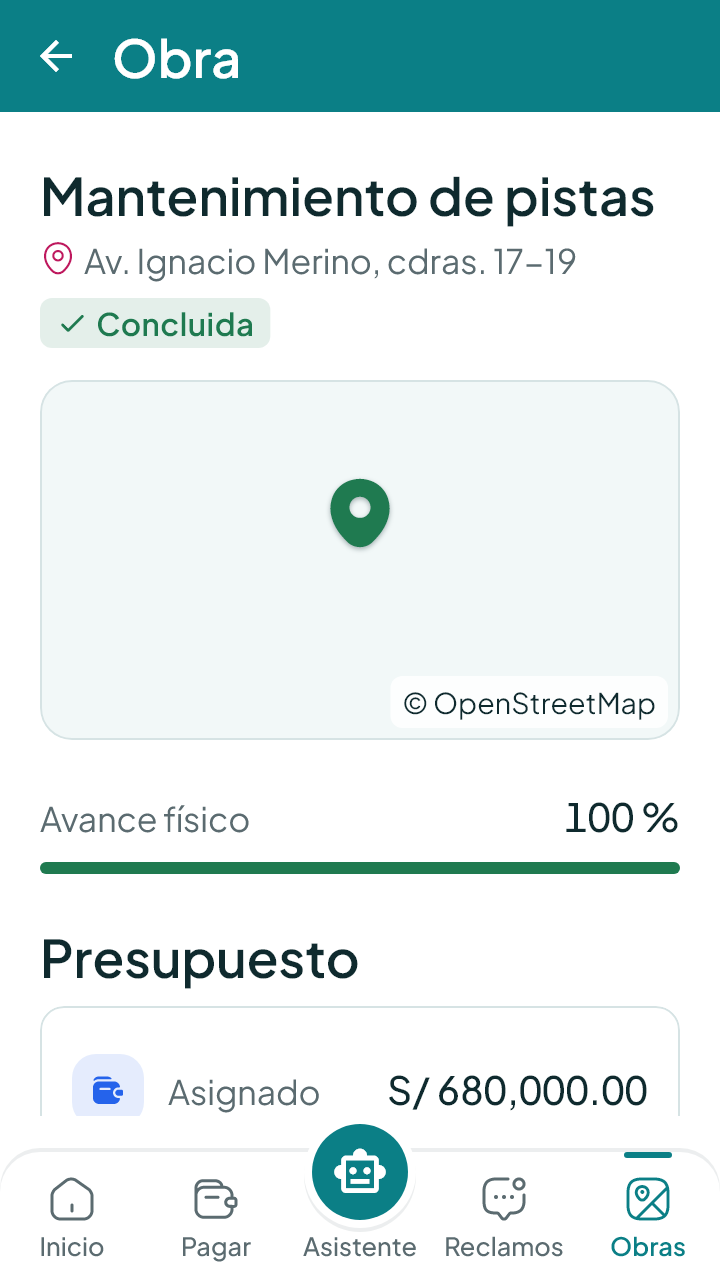 Obra
Mantenimiento de pistas
Av. Ignacio Merino, cdras. 17–19
Concluida
© OpenStreetMap
Avance físico 100 %
Presupuesto
Asignado S/ 680,000.00
Inicio Pagar Asistente Reclamos Obras